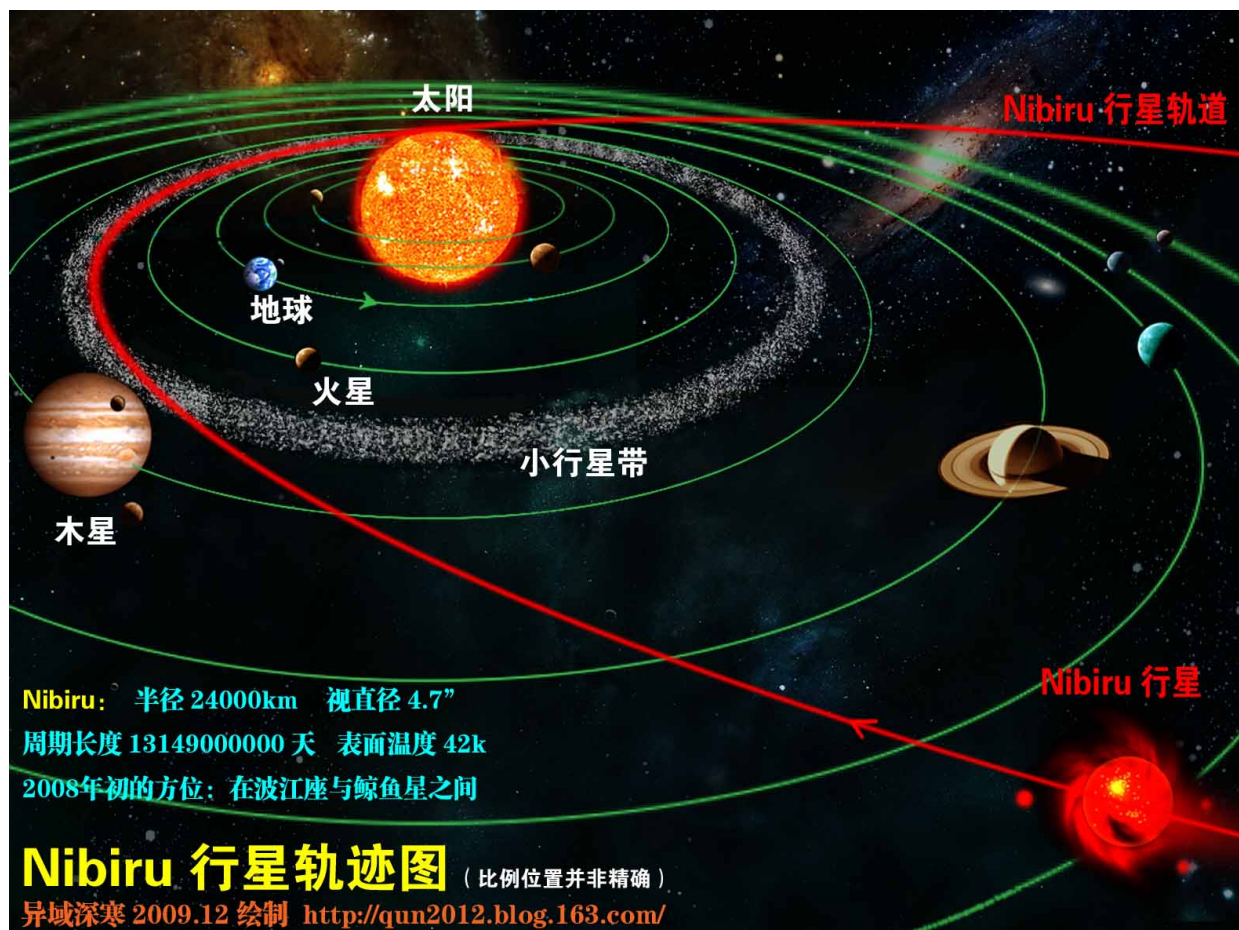 太阳
Nibiru 行星轨道
地球
火星
小行星带
木星
Nibiru 行星
Nibiru： 半径 24000km 视直径 4.7”
周期长度 13149000000 天 表面温度 42k
2008年初的方位：在波江座与鲸鱼星之间
Nibiru 行星轨迹图（比例位置并非精确）
异域深寒 2009.12 绘制 http://qun2012.blog.163.com/